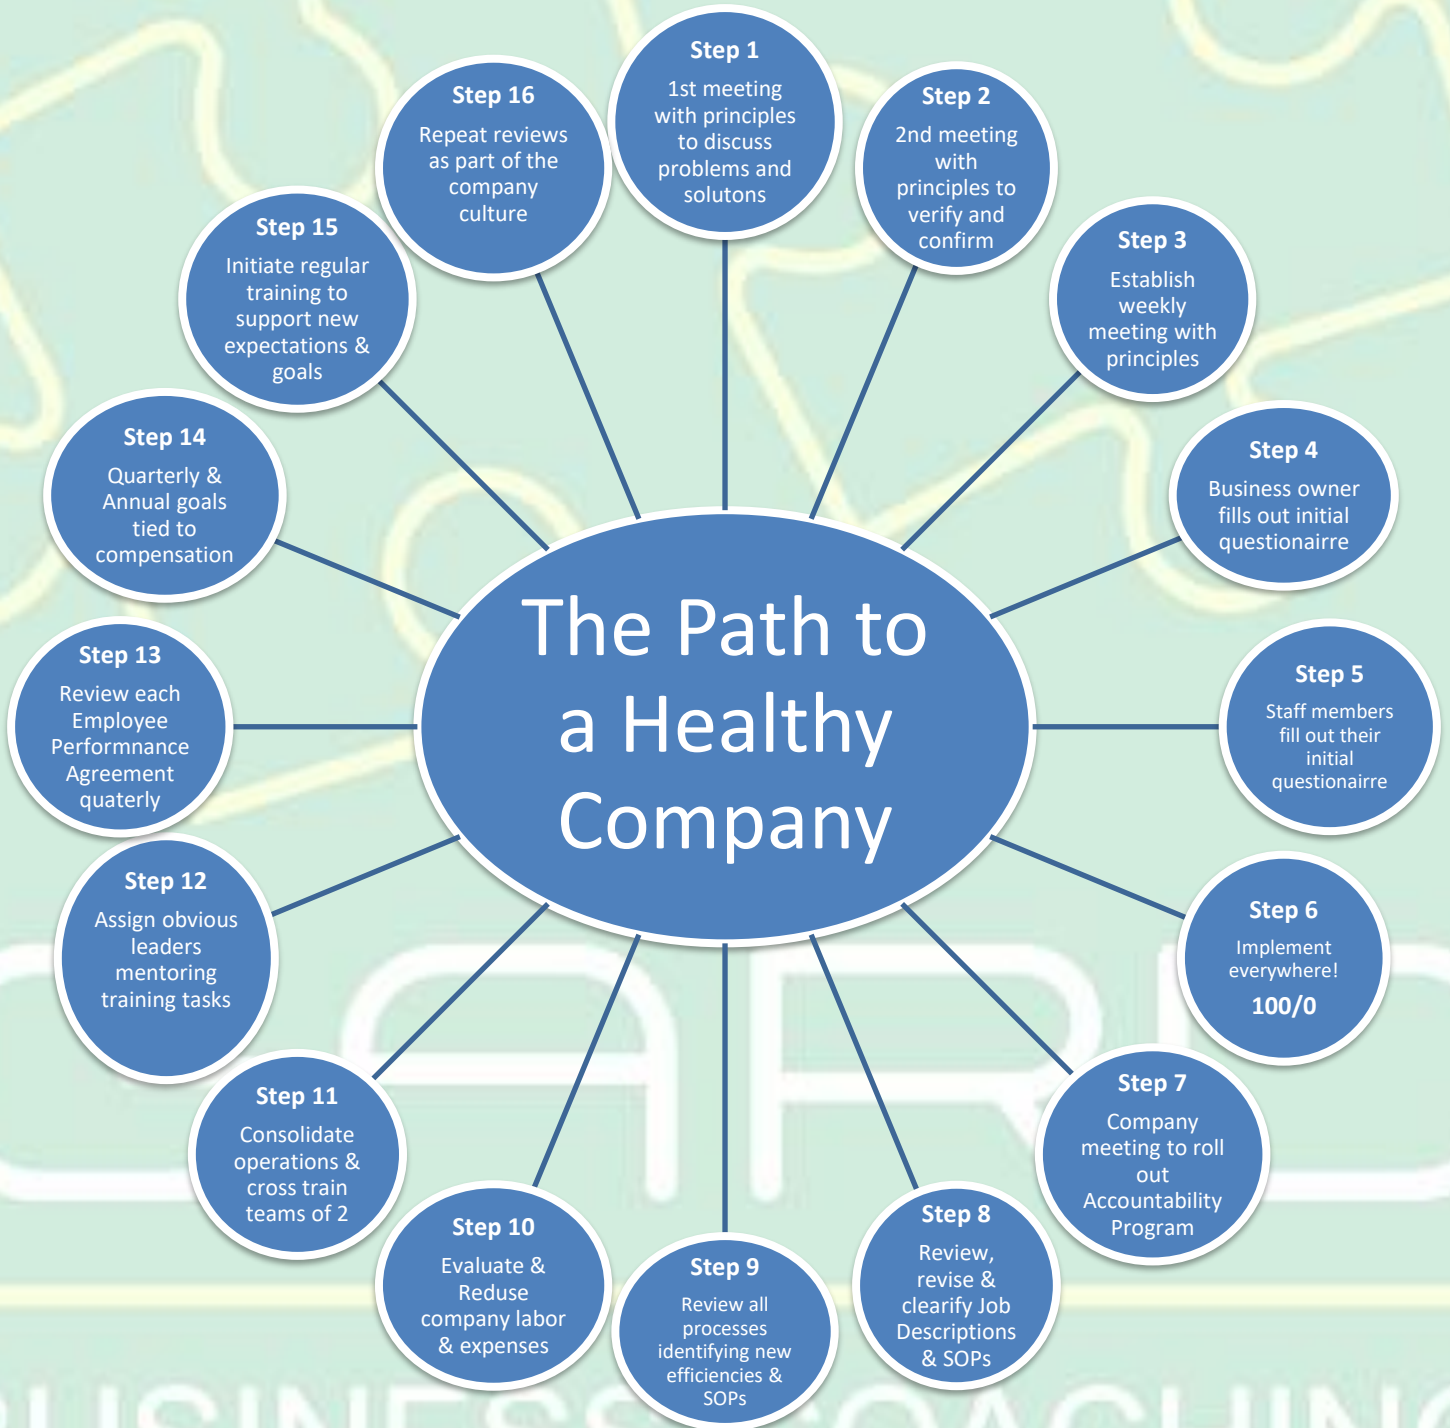 The Path to
a Healthy
Company
Step 1
1st meeting
with principles
to discuss
problems and
solutons
Step 2
2nd meeting
with
principles to
verify and
confirm
Step 3
Establish
weekly
meeting with
principles
Step 4
Business owner
fills out initial
questionairre
Step 5
Staff members
fill out their
initial
questionairre
Step 6
Implement
everywhere!
100/0
Step 7
Company
meeting to roll
out
Accountability
Program
Step 8
Review,
revise &
clearify Job
Descriptions
& SOPs
Step 9
Review all
processes
identifying new
efficiencies &
SOPs
Step 10
Evaluate &
Reduse
company labor
& expenses
Step 11
Consolidate
operations &
cross train
teams of 2
Step 12
Assign obvious
leaders
mentoring
training tasks
Step 13
Review each
Employee
Performnance
Agreement
quaterly
Step 14
Quarterly &
Annual goals
tied to
compensation
Step 15
Initiate regular
training to
support new
expectations &
goals
Step 16
Repeat reviews
as part of the
company
culture
BUSINESS COACHING